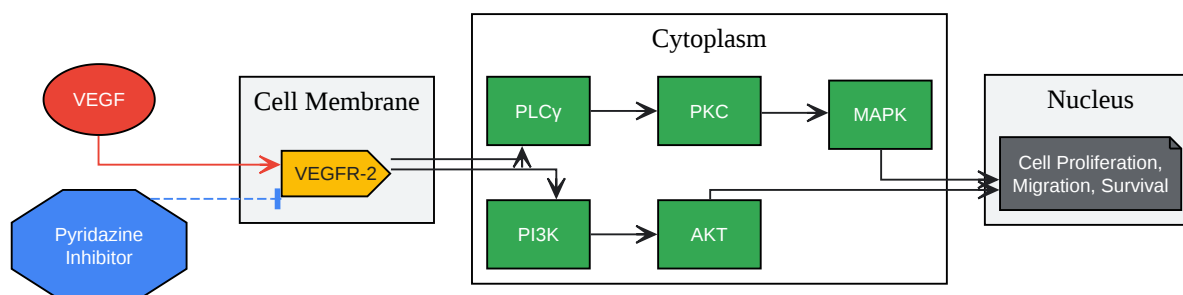 Cytoplasm
VEGF
Cell Membrane
PLCγ
PKC
MAPK
Nucleus
VEGFR-2
Cell Proliferation,
Migration, Survival
Pyridazine
Inhibitor
PI3K
AKT